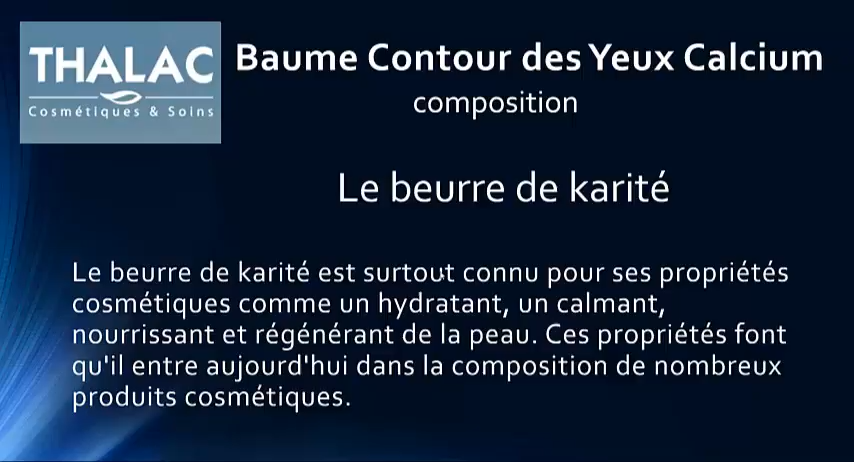 THALAC
Cosmétiques & Soins
Baume Contour des Yeux Calcium
composition
Le beurre de karité
Le beurre de karité est surtout connu pour ses propriétés
cosmétiques comme un hydratant, un calmant,
nourrissant et régénérant de la peau. Ces propriétés font
qu'il entre aujourd'hui dans la composition de nombreux
produits cosmétiques.